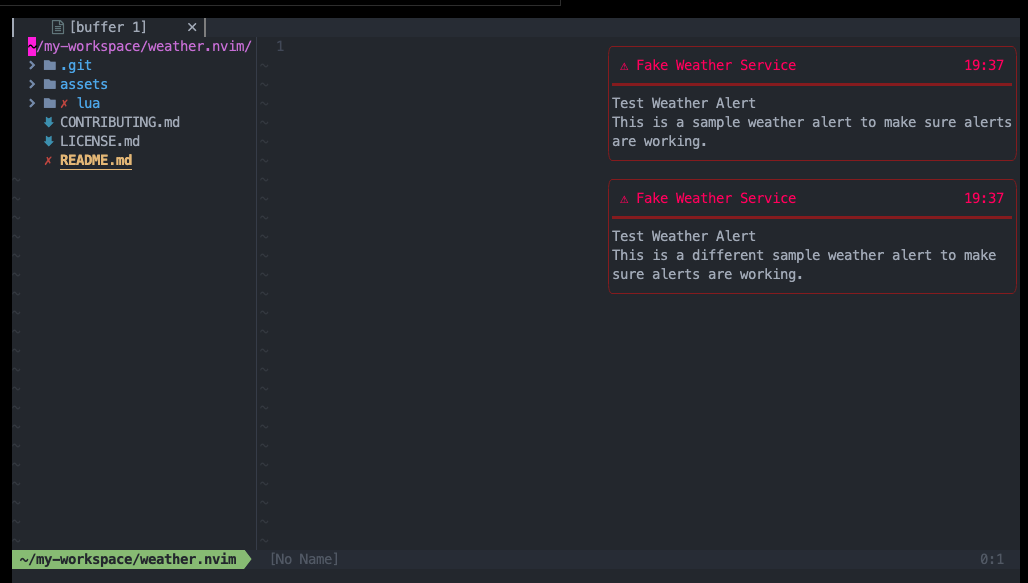 [buffer 1] ×
~/my-workspace/weather.nvim/
.git
assets
✗ lua
CONTRIBUTING.md
LICENSE.md
✗ README.md
1
⚠ Fake Weather Service 19:37
Test Weather Alert
This is a sample weather alert to make sure alerts
are working.
⚠ Fake Weather Service 19:37
Test Weather Alert
This is a different sample weather alert to make
sure alerts are working.
~/my-workspace/weather.nvim
[No Name] 0:1